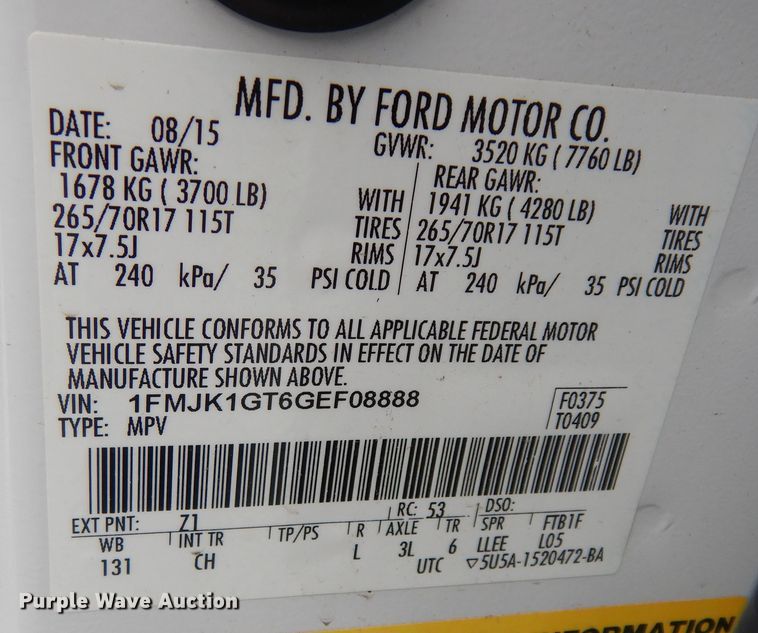 MFD. BY FORD MOTOR CO.
DATE: 08/15
GVWR: 3520 KG ( 7760 LB)
FRONT GAWR:
1678 KG ( 3700 LB) WITH
265/70R17 115T TIRES
17x7.5J RIMS
AT 240 kPa/ 35 PSI COLD
REAR GAWR:
1941 KG ( 4280 LB) WITH
265/70R17 115T TIRES
17x7.5J RIMS
AT 240 kPa/ 35 PSI COLD
THIS VEHICLE CONFORMS TO ALL APPLICABLE FEDERAL MOTOR
VEHICLE SAFETY STANDARDS IN EFFECT ON THE DATE OF
MANUFACTURE SHOWN ABOVE.
VIN: 1FMJK1GT6GEF08888
TYPE: MPV
F0375
T0409
EXT PNT: Z1 RC: 53 DSO:
WB INT TR TP/PS R AXLE TR SPR FTB1F
131 CH L 3L 6 LLEE L05
UTC ▽5U5A-1520472-BA
Purple Wave Auction
INFORMATION